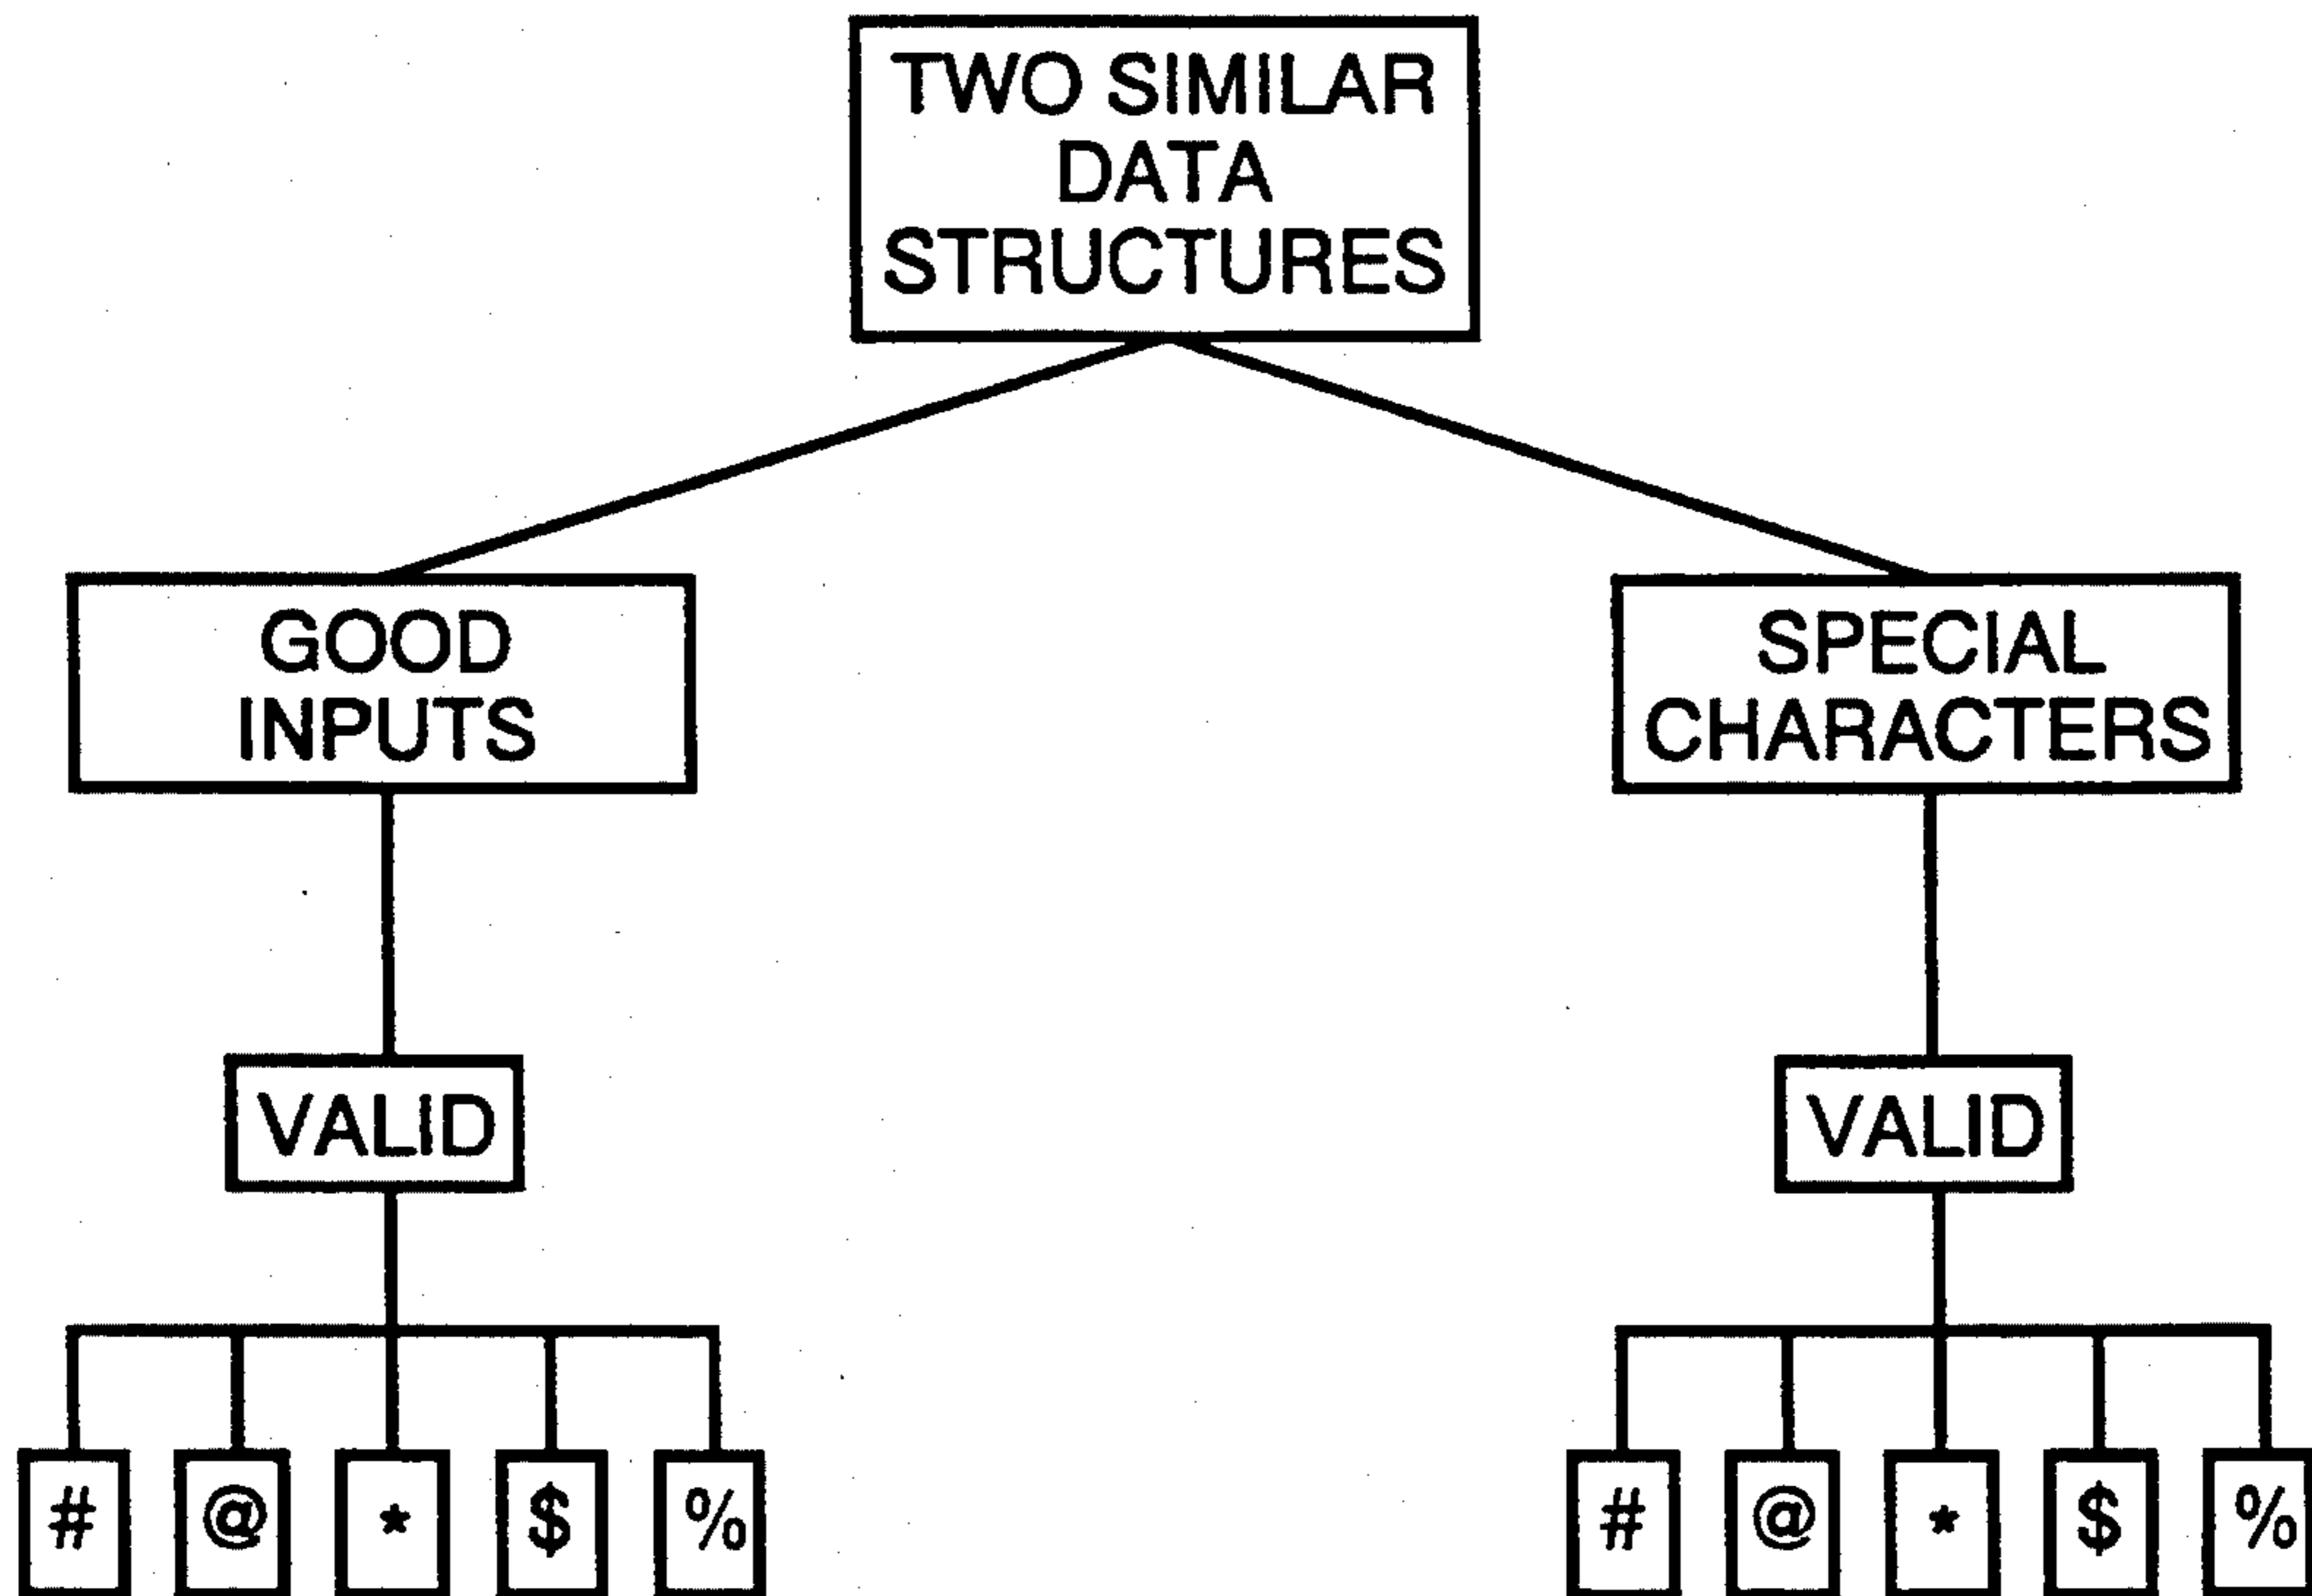 TWO SIMILAR
DATA
STRUCTURES
GOOD
INPUTS
SPECIAL
CHARACTERS
VALID
VALID
# @ * $ %
# @ * $ %